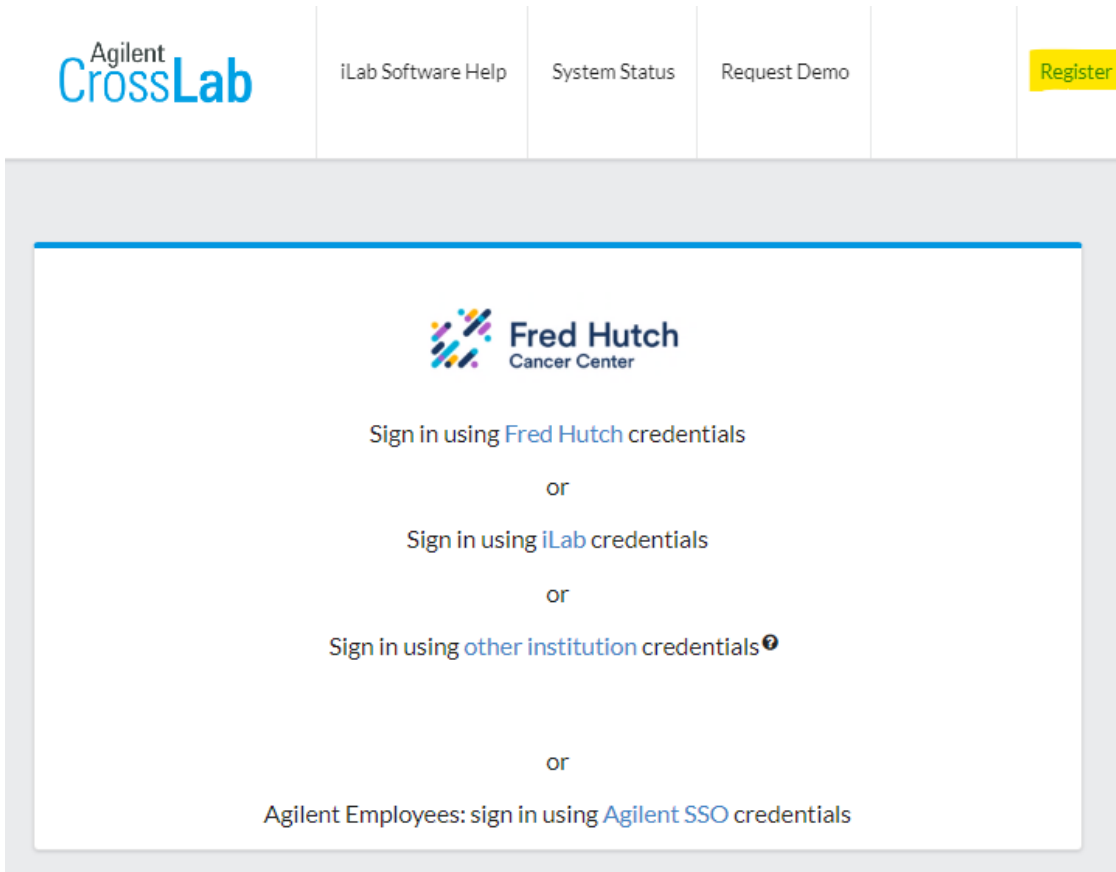 Agilent
CrossLab
iLab Software Help
System Status
Request Demo
Register
Fred Hutch
Cancer Center
Sign in using Fred Hutch credentials
or
Sign in using iLab credentials
or
Sign in using other institution credentials?
or
Agilent Employees: sign in using Agilent SSO credentials